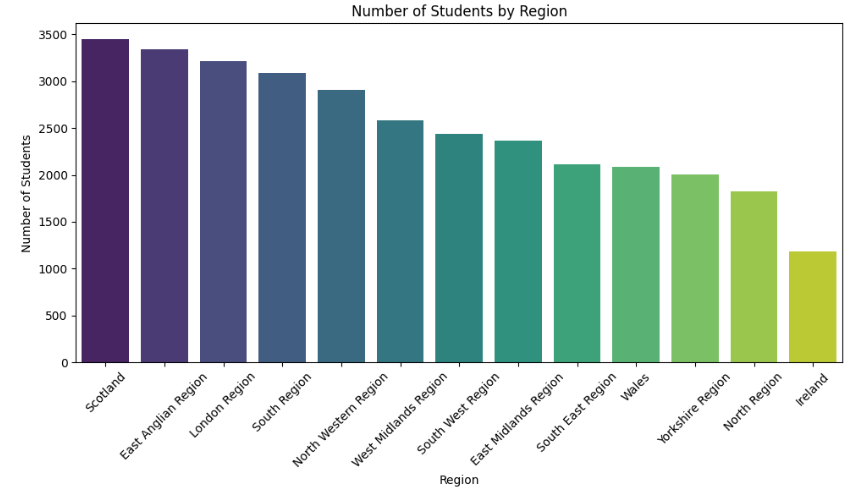 Number of Students by Region
Number of Students
3500
3000
2500
2000
1500
1000
500
0
Scotland
East Anglian Region
London Region
South Region
North Western Region
West Midlands Region
South West Region
East Midlands Region
South East Region
Wales
Yorkshire Region
North Region
Ireland
Region